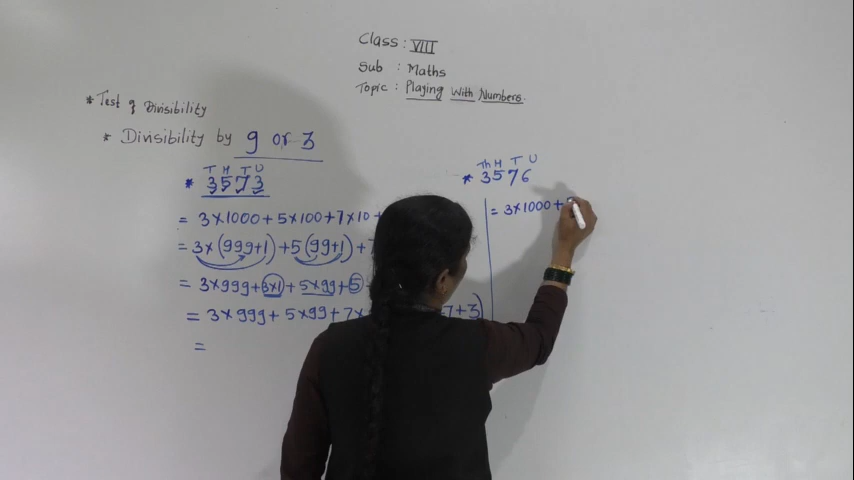 Class : VIII
Sub : Maths
Topic : Playing With Numbers.
* Test of Divisibility
* Divisibility by 9 or 3
T H T U
* 3573
= 3×1000 + 5×100 + 7×10 +
= 3×(999+1) + 5(99+1) +
= 3×999 + 3×1 + 5×99 + 5
= 3×999 + 5×99 + 7× 7+3)
=
Th H T U
* 3576
= 3×1000 +